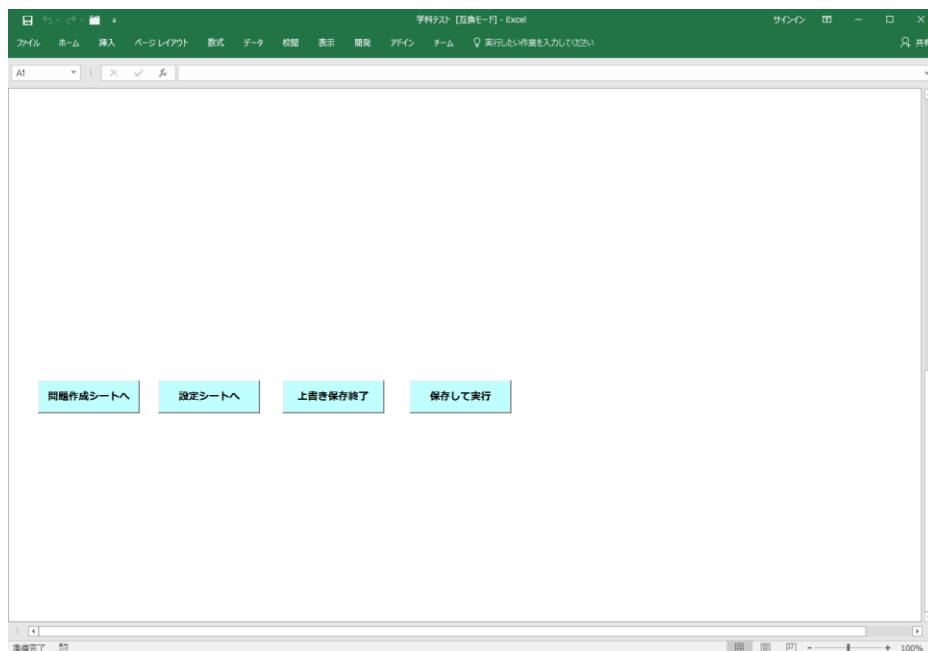 学科テスト [互換モード] - Excel
サインイン
ファイル ホーム 挿入 ページ レイアウト 数式 データ 校閲 表示 開発 アドイン チーム 実行したい作業を入力してください 共有
A1 fx
問題作成シートへ 設定シートへ 上書き保存終了 保存して実行
準備完了 100%